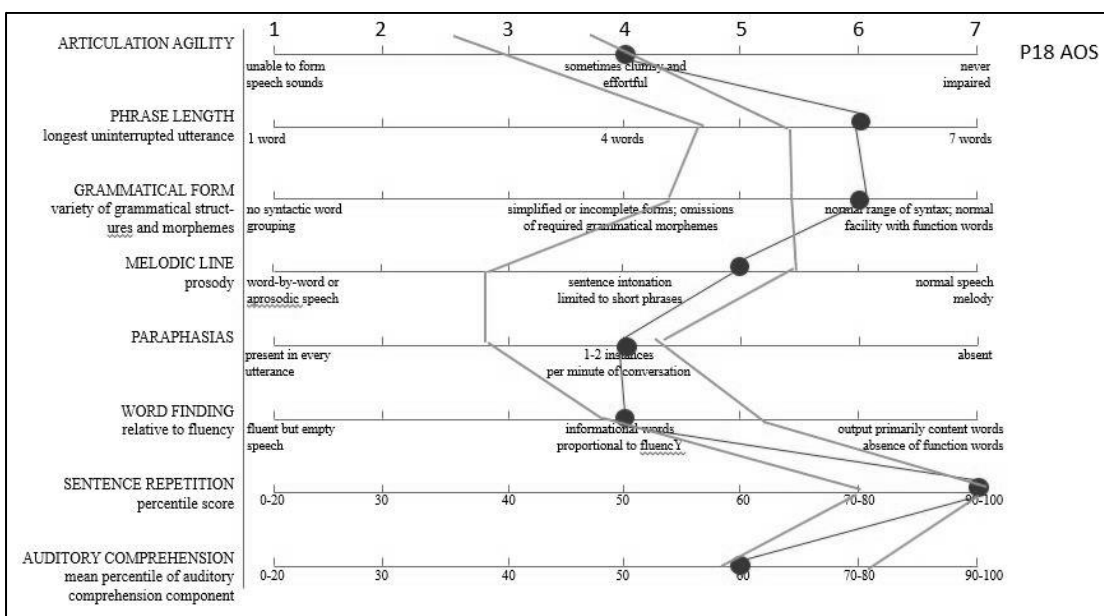 1 2 3 4 5 6 7
P18 AOS
ARTICULATION AGILITY
unable to form
speech sounds
sometimes clumsy and
effortful
never
impaired
PHRASE LENGTH
longest uninterrupted utterance
1 word
4 words
7 words
GRAMMATICAL FORM
variety of grammatical struct-
ures and morphemes
no syntactic word
grouping
simplified or incomplete forms; omissions
of required grammatical morphemes
normal range of syntax; normal
facility with function words
MELODIC LINE
prosody
word-by-word or
aprosodic speech
sentence intonation
limited to short phrases
normal speech
melody
PARAPHASIAS
present in every
utterance
1-2 instances
per minute of conversation
absent
WORD FINDING
relative to fluency
fluent but empty
speech
informational words
proportional to fluencY
output primarily content words
absence of function words
SENTENCE REPETITION
percentile score
0-20 30 40 50 60 70-80 90-100
AUDITORY COMPREHENSION
mean percentile of auditory
comprehension component
0-20 30 40 50 60 70-80 90-100